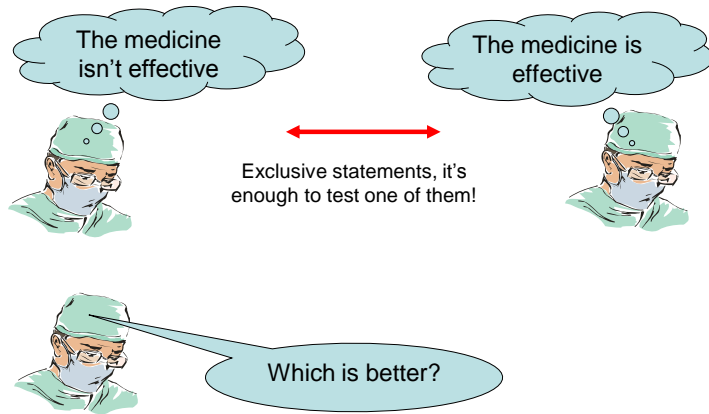 The medicine
isn't effective
The medicine is
effective
Exclusive statements, it's
enough to test one of them!
Which is better?